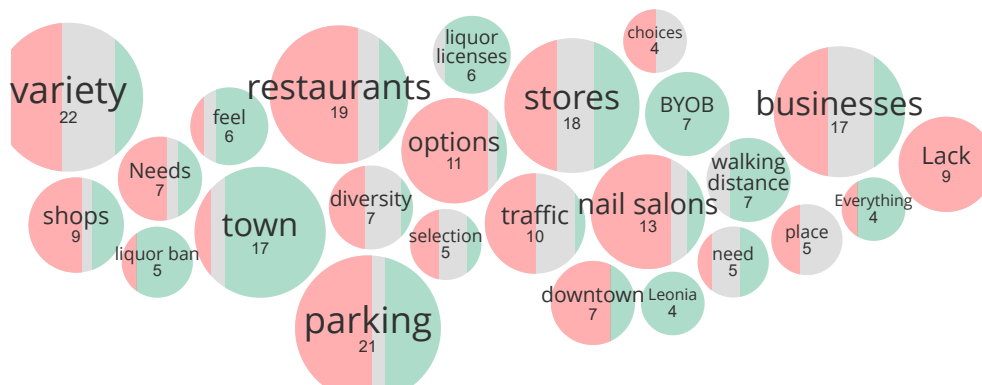 variety
22
restaurants
19
liquor
licenses
6
stores
18
choices
4
BYOB
7
businesses
17
feel
6
options
11
Needs
7
Lack
9
walking
distance
7
shops
9
town
17
diversity
7
selection
5
traffic
10
nail salons
13
Everything
4
place
5
liquor ban
5
need
5
parking
21
downtown
7
Leonia
4